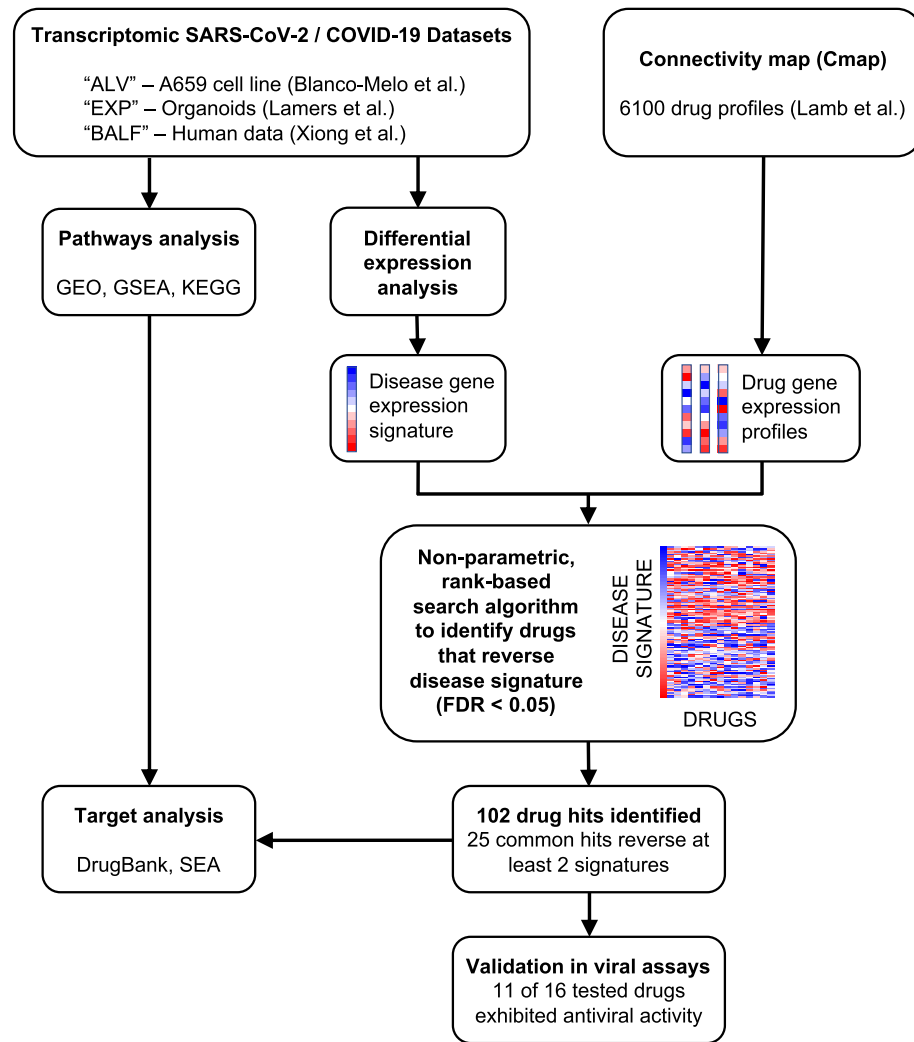 Transcriptomic SARS-CoV-2 / COVID-19 Datasets
“ALV” – A659 cell line (Blanco-Melo et al.)
“EXP” – Organoids (Lamers et al.)
“BALF” – Human data (Xiong et al.)
Connectivity map (Cmap)
6100 drug profiles (Lamb et al.)
Pathways analysis
GEO, GSEA, KEGG
Differential
expression
analysis
Disease gene
expression
signature
Drug gene
expression
profiles
Non-parametric,
rank-based
search algorithm
to identify drugs
that reverse
disease signature
(FDR < 0.05)
DISEASE
SIGNATURE
DRUGS
Target analysis
DrugBank, SEA
102 drug hits identified
25 common hits reverse at
least 2 signatures
Validation in viral assays
11 of 16 tested drugs
exhibited antiviral activity